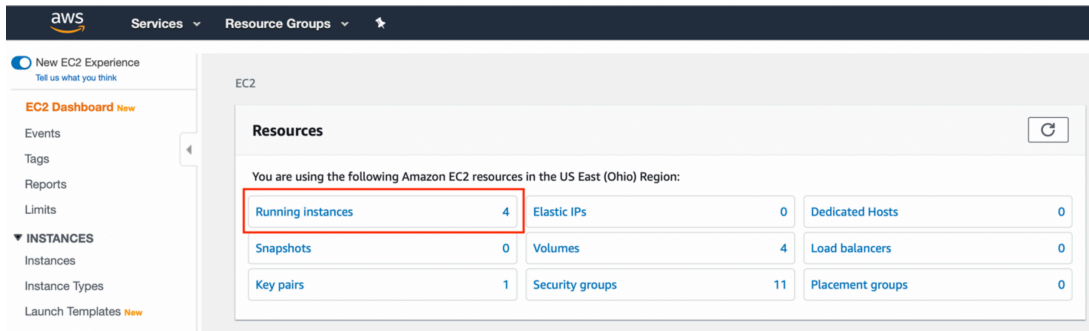 aws Services Resource Groups
New EC2 Experience
Tell us what you think
EC2 Dashboard New
Events
Tags
Reports
Limits
INSTANCES
Instances
Instance Types
Launch Templates New
EC2
Resources
You are using the following Amazon EC2 resources in the US East (Ohio) Region:
Running instances 4 Elastic IPs 0 Dedicated Hosts 0
Snapshots 0 Volumes 4 Load balancers 0
Key pairs 1 Security groups 11 Placement groups 0